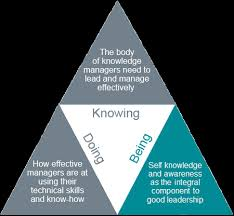 The body
of knowledge
managers need to
lead and manage
effectively
Knowing
Doing
Being
How effective
managers are at
using their
technical skills
and know-how
Self knowledge
and awareness
as the integral
component to
good leadership